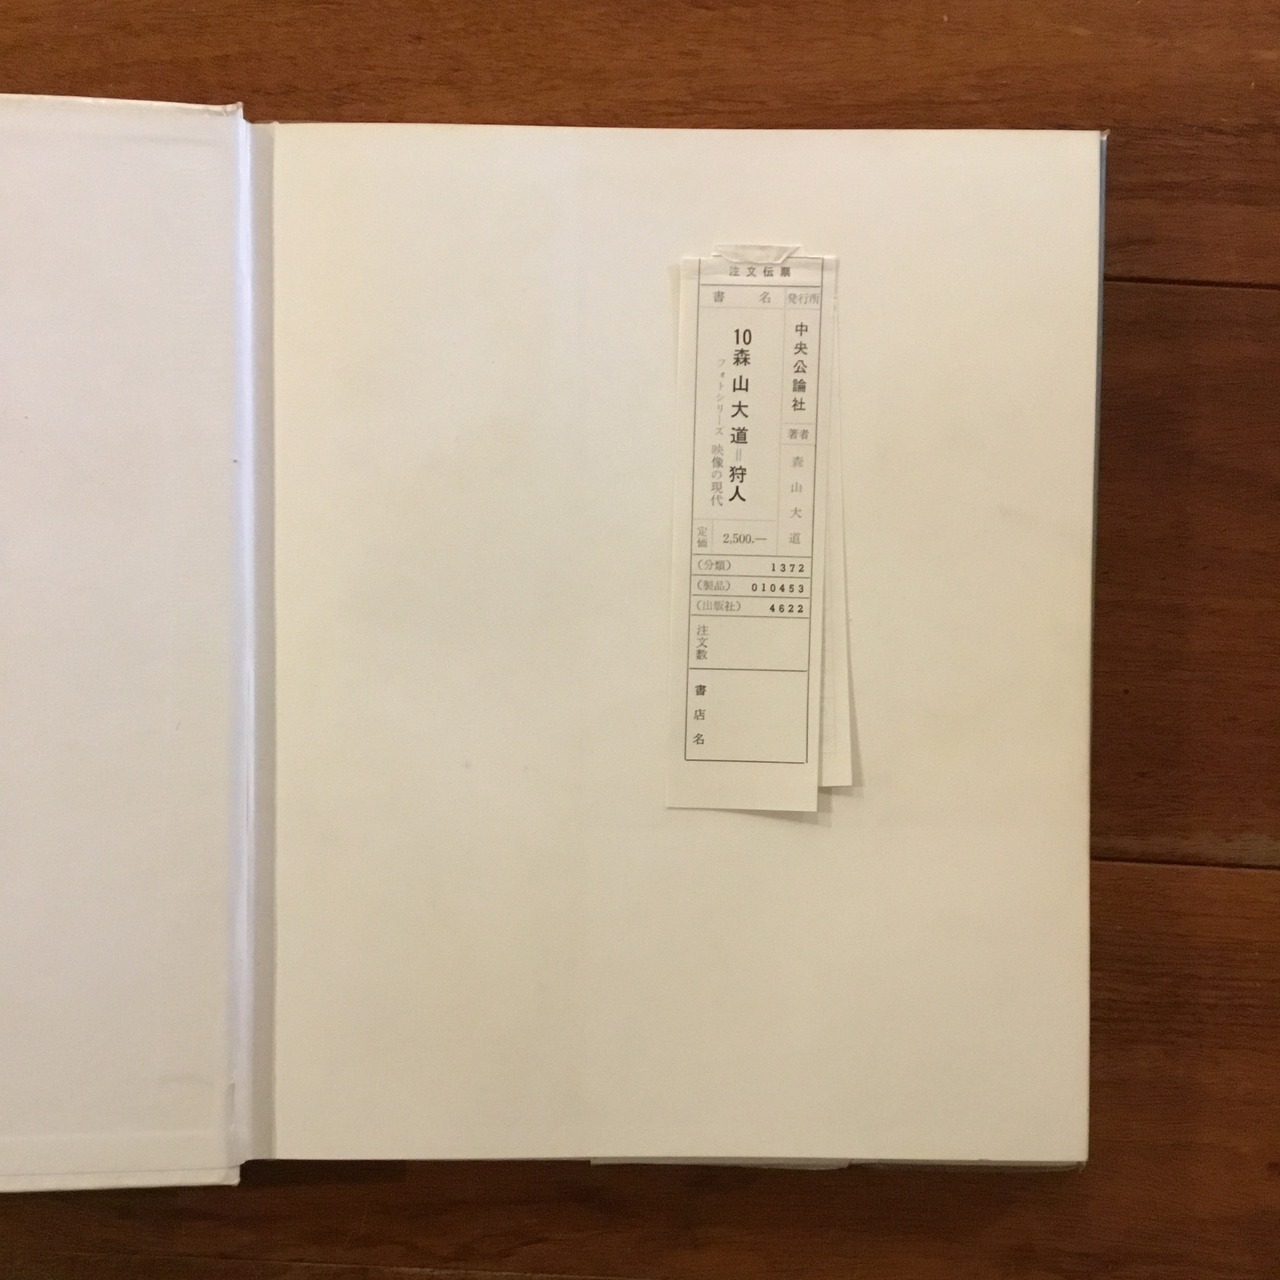 注文伝票
書名
発行所
10森山大道=狩人
フォトシリーズ 映像の現代
中央公論社
著者
森山大道
定価 2,500.—
(分類) 1372
(製品) 010453
(出版社) 4622
注文数
書店名